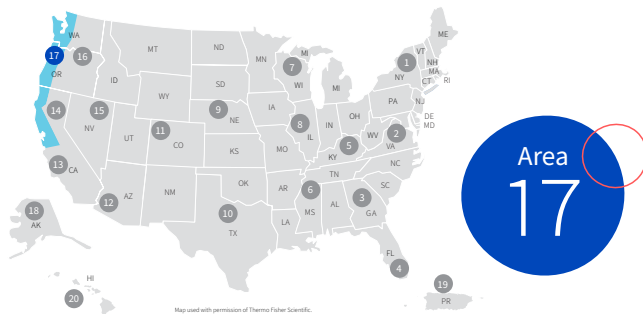 ME
WA
VT
MT
ND
17
16
MN
MI
1
NH
OR
7
MA
NY
CT
RI
ID
SD
WI
MI
WY
PA
NJ
14
15
9
IA
OH
DE
NE
8
IN
MD
NV
11
IL
WV
2
UT
CO
5
VA
KS
MO
KY
13
CA
NC
TN
OK
6
SC
12
AZ
NM
AR
3
18
10
MS
AL
GA
AK
LA
TX
FL
4
HI
19
20
PR
Map used with permission of Thermo Fisher Scientific.
Area
17